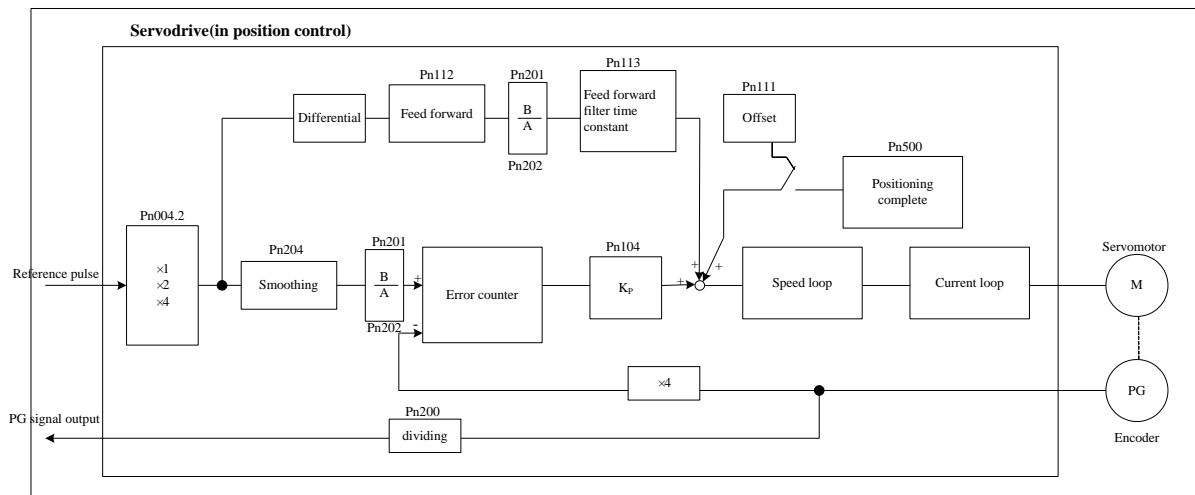 Servodrive(in position control)
Pn112
Pn201
Pn113
Pn111
Differential
Feed forward
B
A
Feed forward
filter time
constant
Offset
Pn202
Pn500
Positioning
complete
Pn004.2
Reference pulse
×1
×2
×4
Pn204
Smoothing
Pn201
B
A
Pn202
+
-
Error counter
Pn104
KP
+
+
+
Speed loop
Current loop
Servomotor
M
×4
PG
Encoder
PG signal output
Pn200
dividing